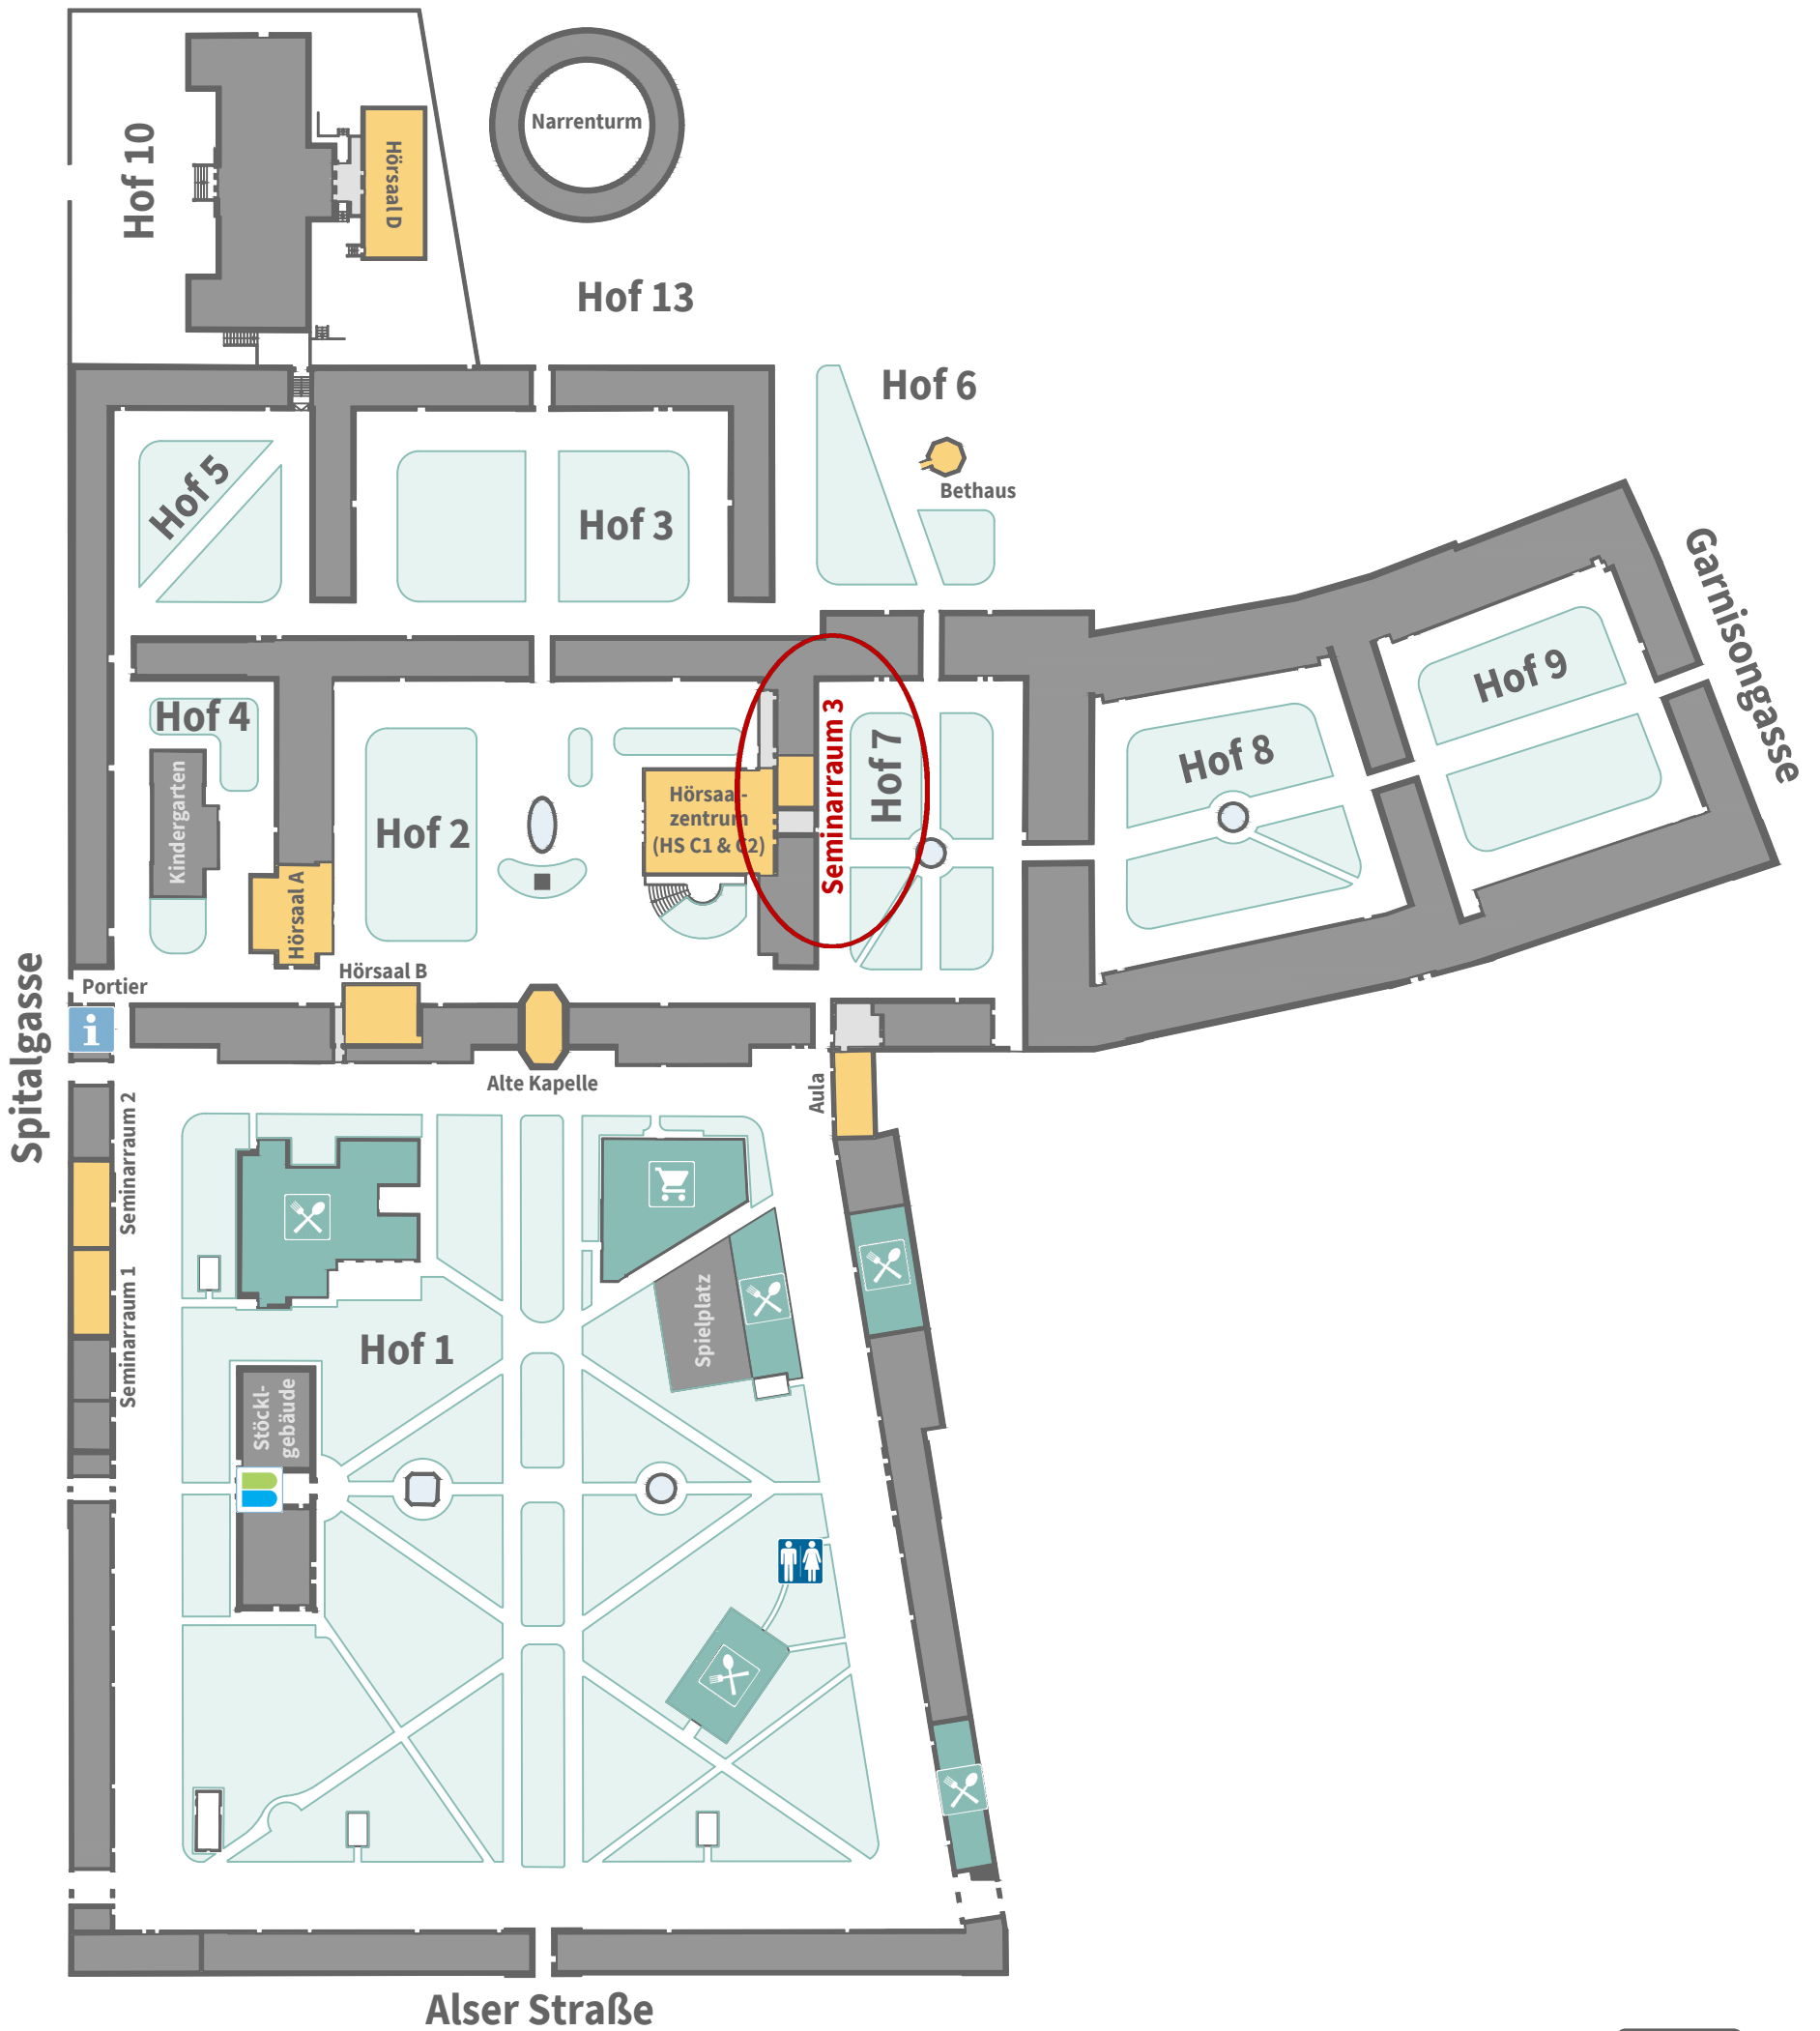 Hof 10
Hörsaal D
Narrenturm
Hof 13
Hof 6
Bethaus
Hof 5
Hof 3
Garnisongasse
Hof 9
Hof 8
Hof 7
Seminarraum 3
Hof 4
Kindergarten
Hof 2
Hörsaal-
zentrum
(HS C1 & C2)
Hörsaal A
Spitalgasse
Portier
i
Hörsaal B
Alte Kapelle
Aula
Seminarraum 2
Seminarraum 1
Spielplatz
Hof 1
Stöckl-
gebäude
Alser Straße